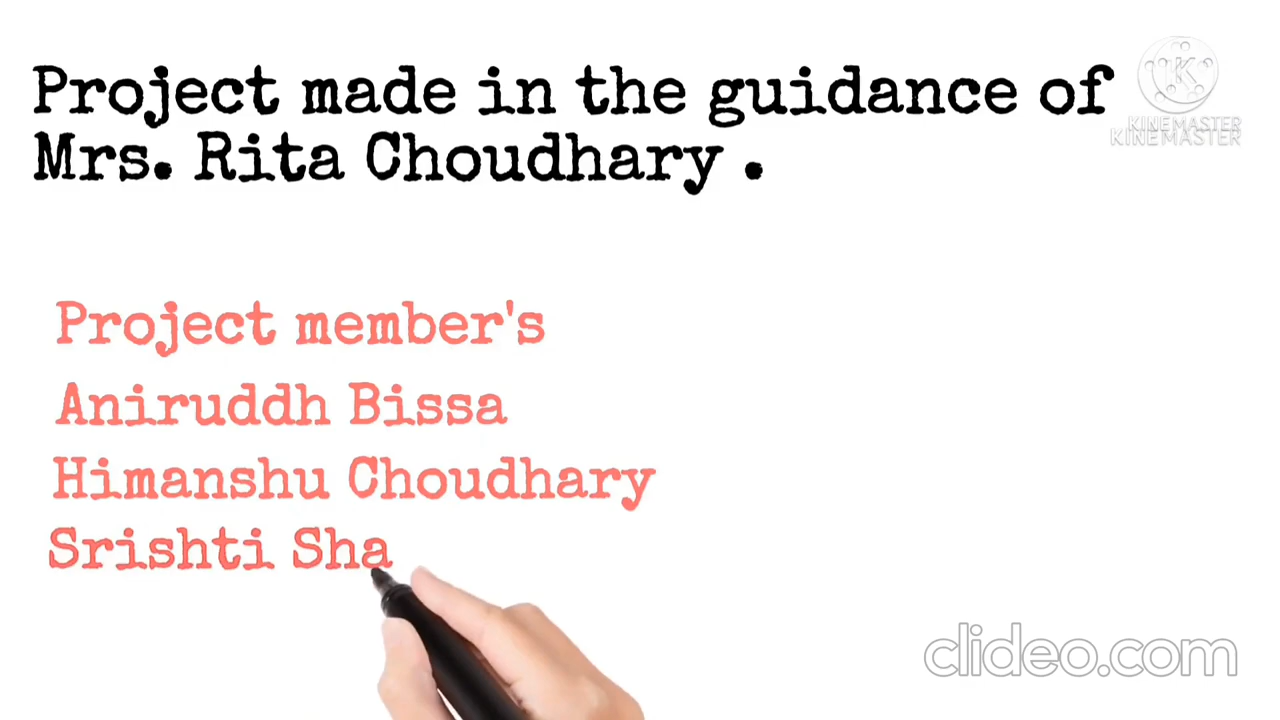 Project made in the guidance of
Mrs. Rita Choudhary .
K
KINEMASTER
KINEMASTER
Project member's
Aniruddh Bissa
Himanshu Choudhary
Srishti Sha
clideo.com